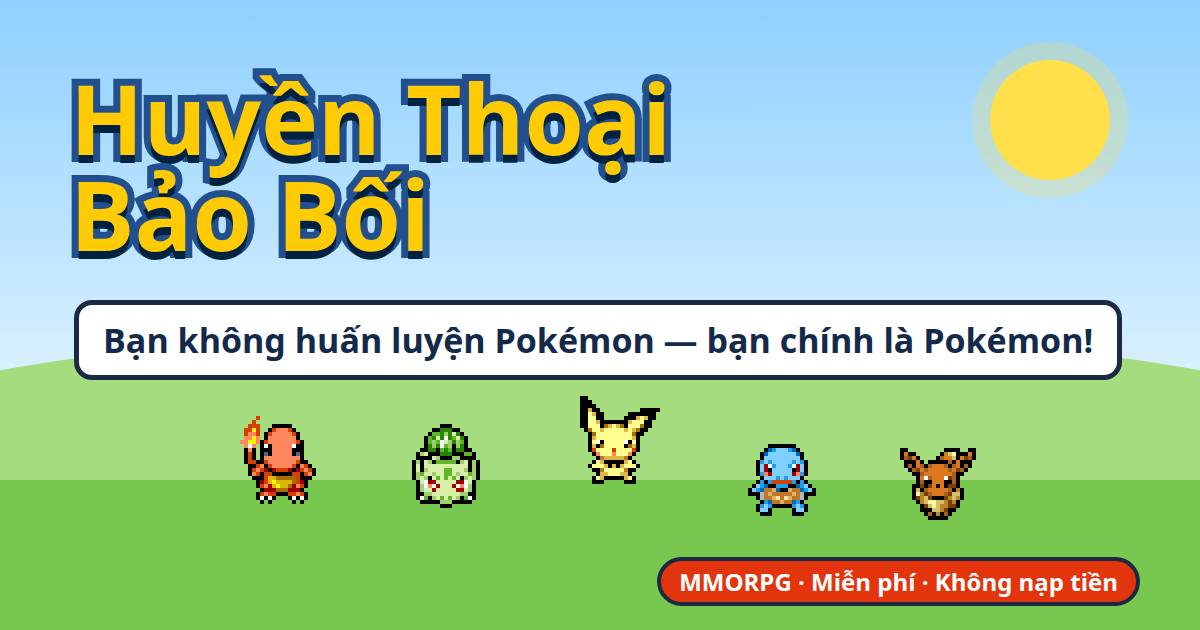 Huyền Thoại
Bảo Bối
Bạn không huấn luyện Pokémon — bạn chính là Pokémon!
MMORPG · Miễn phí · Không nạp tiền